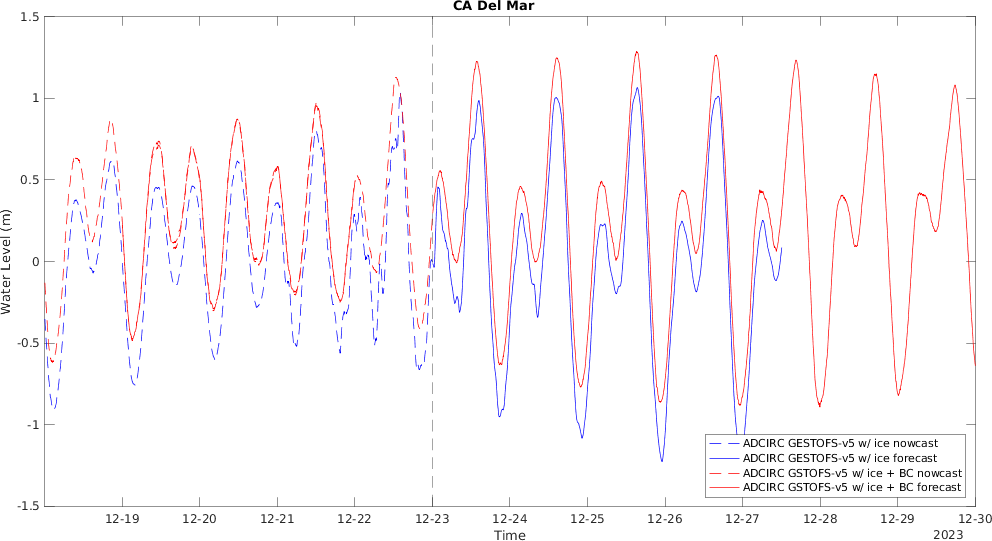 CA Del Mar
1.5
1
0.5
0
-0.5
-1
-1.5
Water Level (m)
12-19
12-20
12-21
12-22
12-23
12-24
12-25
12-26
12-27
12-28
12-29
12-30
Time
2023
ADCIRC GESTOFS-v5 w/ ice nowcast
ADCIRC GESTOFS-v5 w/ ice forecast
ADCIRC GSTOFS-v5 w/ ice + BC nowcast
ADCIRC GSTOFS-v5 w/ ice + BC forecast